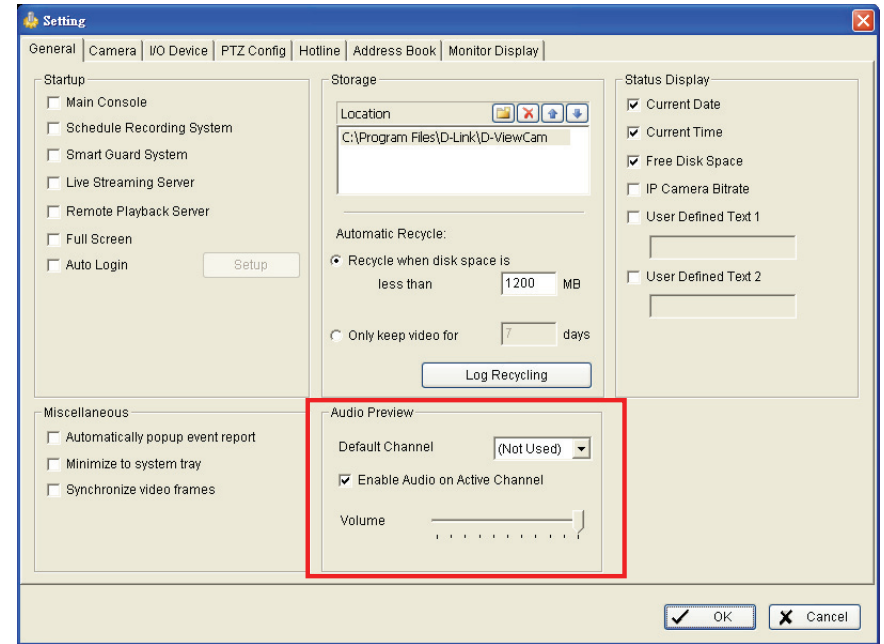 Setting
General Camera I/O Device PTZ Config Hotline Address Book Monitor Display
Startup
Main Console
Schedule Recording System
Smart Guard System
Live Streaming Server
Remote Playback Server
Full Screen
Auto Login Setup
Storage
Location
C:\Program Files\D-Link\D-ViewCam
Automatic Recycle:
Recycle when disk space is
less than 1200 MB
Only keep video for 7 days
Log Recycling
Status Display
Current Date
Current Time
Free Disk Space
IP Camera Bitrate
User Defined Text 1
User Defined Text 2
Miscellaneous
Automatically popup event report
Minimize to system tray
Synchronize video frames
Audio Preview
Default Channel (Not Used)
Enable Audio on Active Channel
Volume
OK Cancel